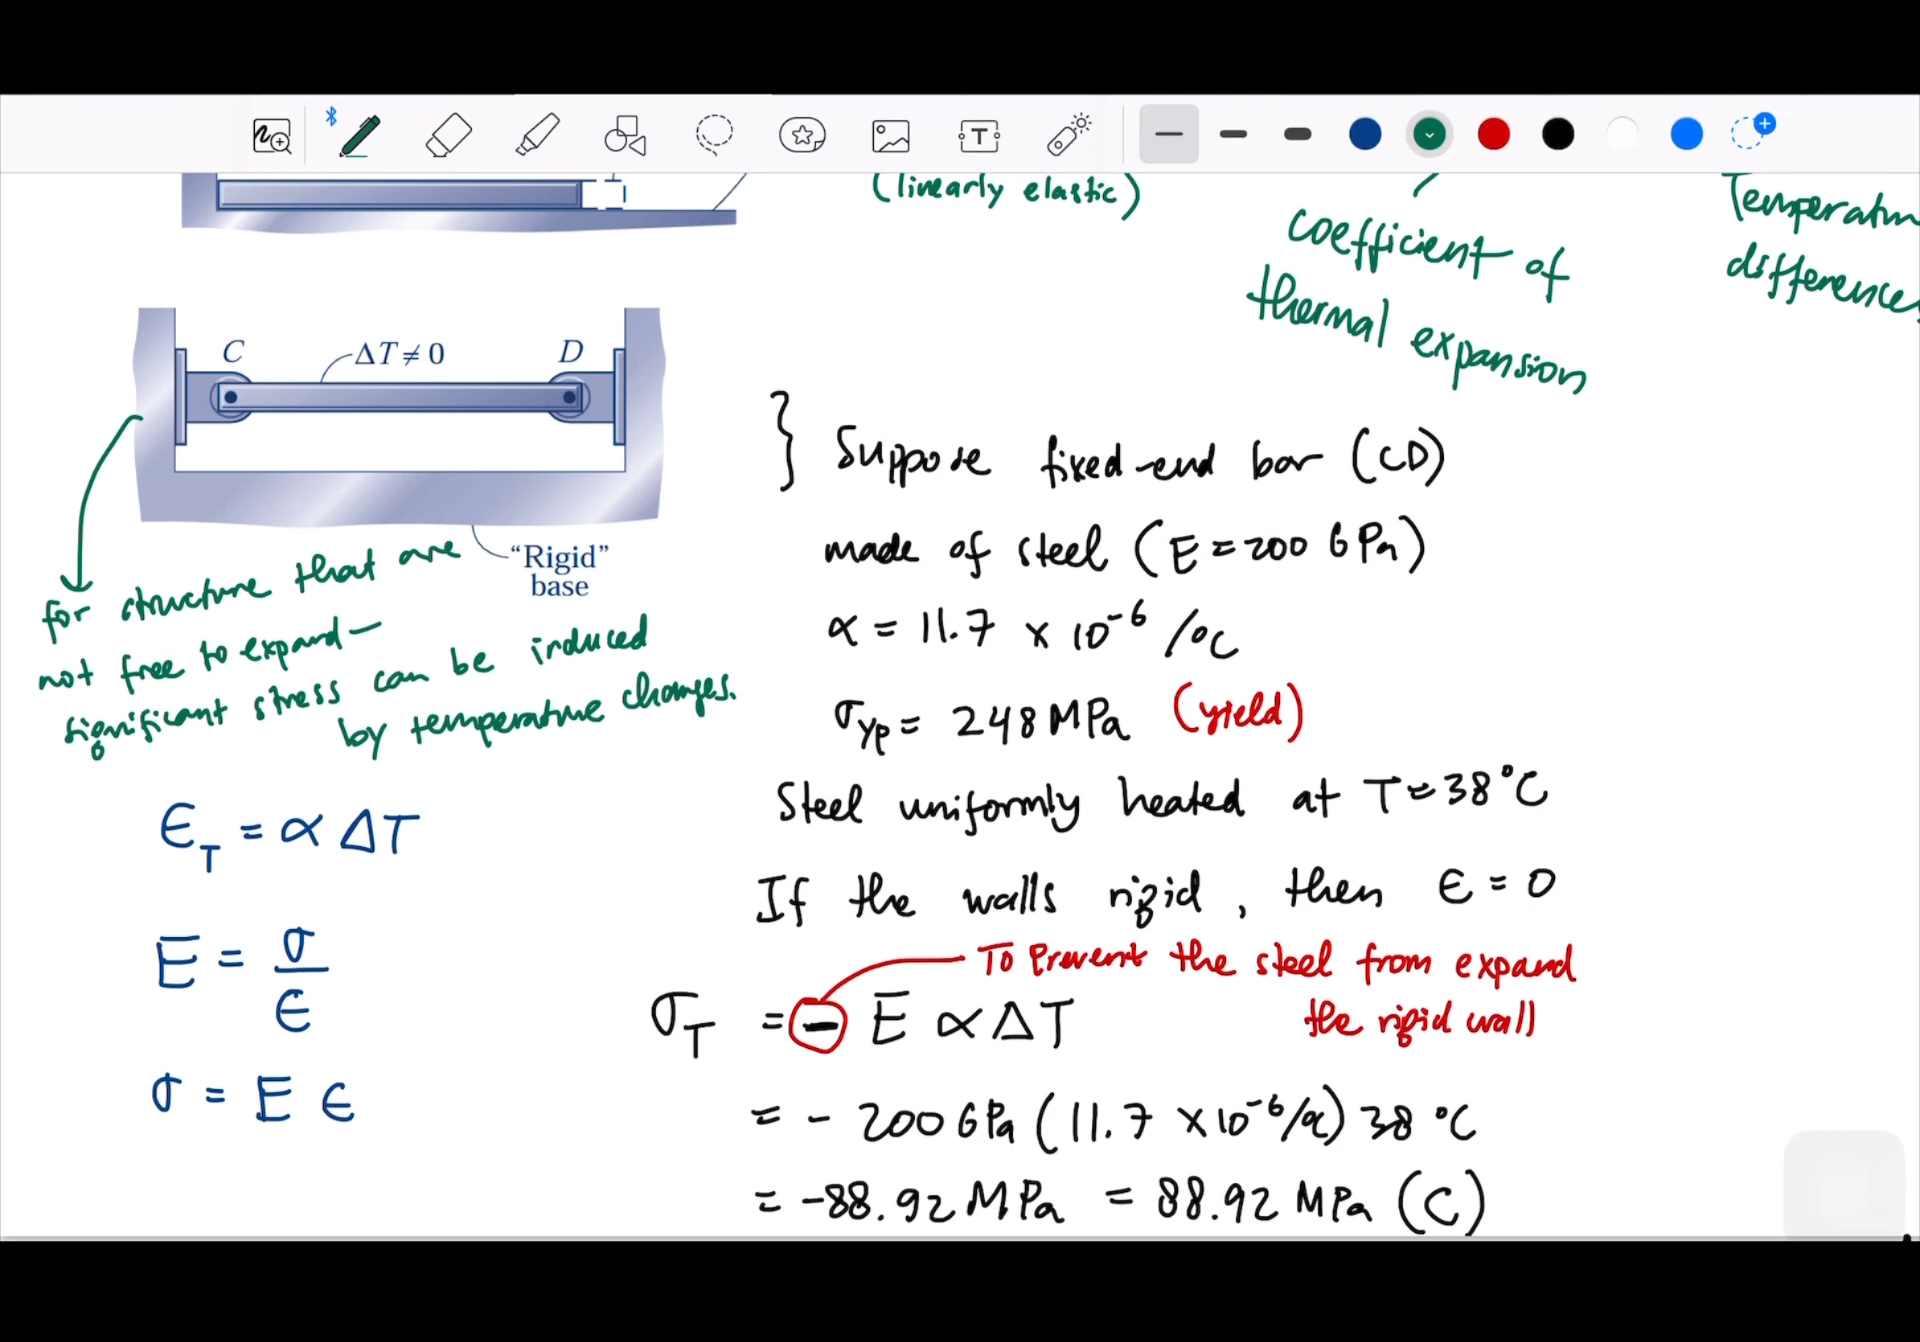 T
(linearly elastic)
coefficient of
thermal expansion
difference
C
ΔT ≠ 0
D
"Rigid"
base
for structure that are
not free to expand —
significant stress can be induced
by temperature changes.
ϵT = α ΔT
E = σ/ϵ
σ = E ϵ
} Suppose fixed-end bar (CD)
made of steel (E = 200 GPa)
α = 11.7 × 10⁻⁶ /°C
σyp = 248 MPa (yield)
Steel uniformly heated at T = 38°C
If the walls rigid, then ϵ = 0
To Prevent the steel from expand
the rigid wall
σT = - E α ΔT
= - 200 GPa (11.7 × 10⁻⁶/°C) 38 °C
= -88.92 MPa = 88.92 MPa (C)